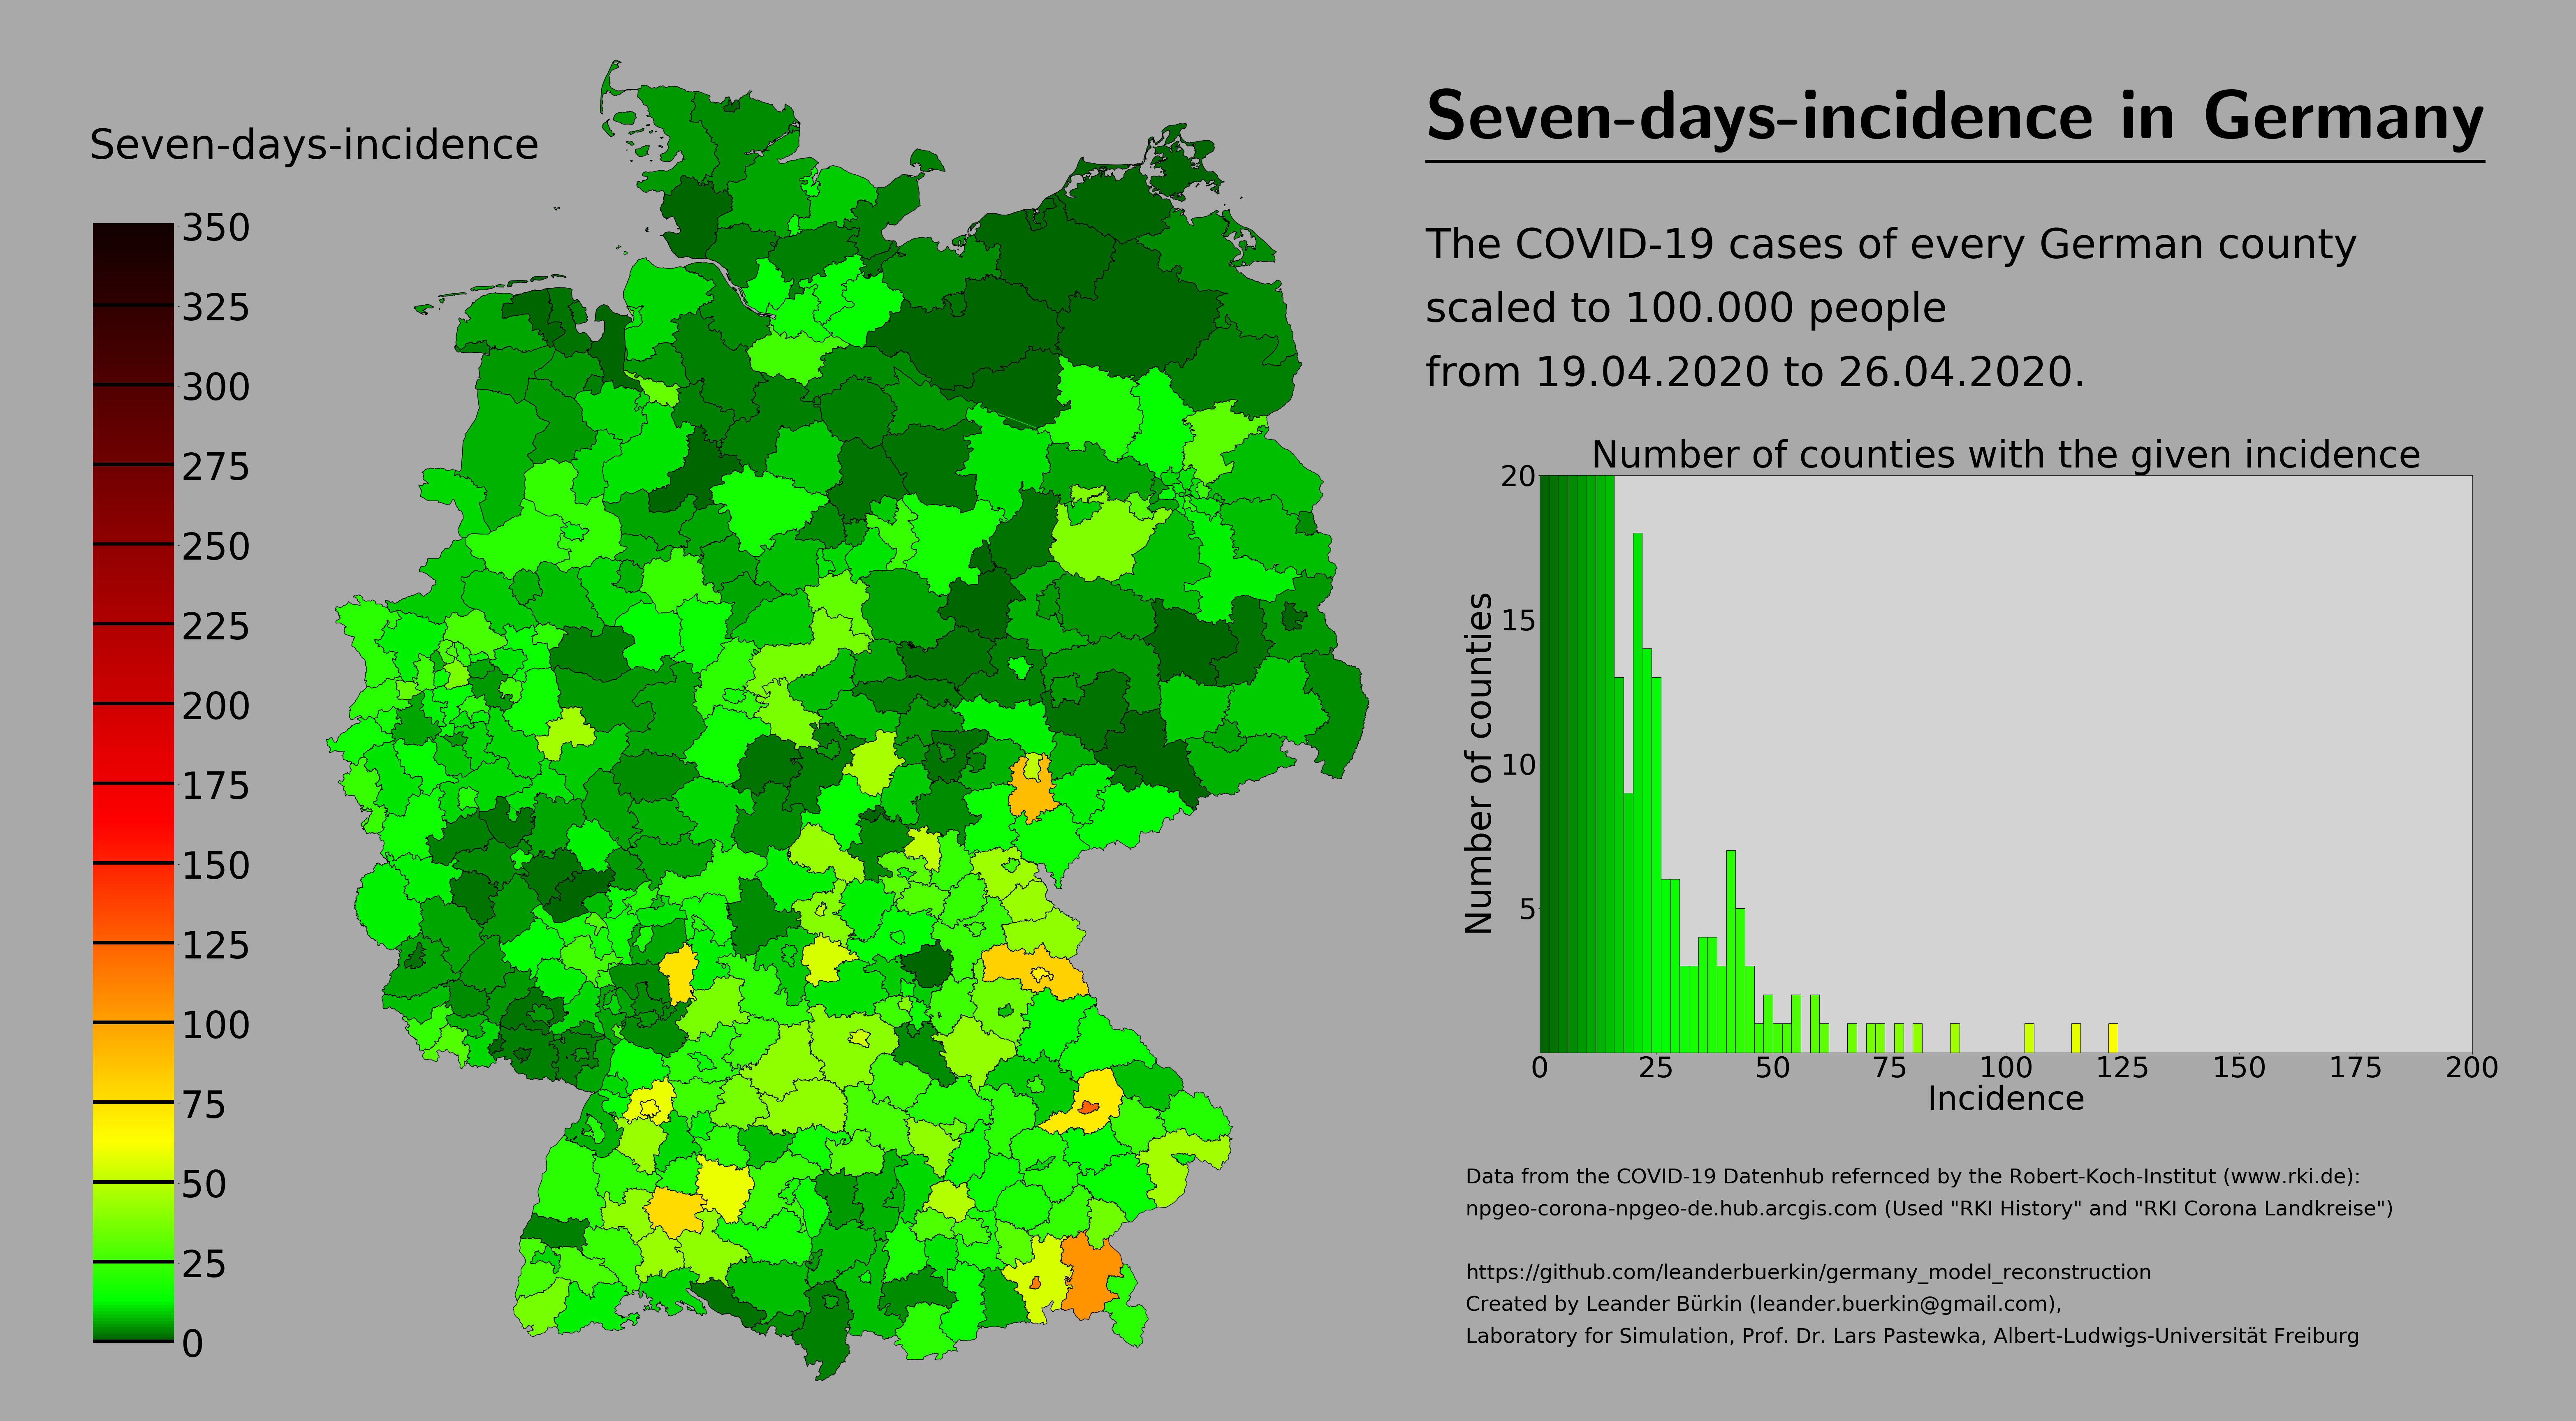 Seven-days-incidence in Germany
Seven-days-incidence
350
325
300
275
250
225
200
175
150
125
100
75
50
25
0
The COVID-19 cases of every German county
scaled to 100.000 people
from 19.04.2020 to 26.04.2020.
Number of counties with the given incidence
20
15
10
5
Number of counties
0 25 50 75 100 125 150 175 200
Incidence
Data from the COVID-19 Datenhub refernced by the Robert-Koch-Institut (www.rki.de):
npgeo-corona-npgeo-de.hub.arcgis.com (Used "RKI History" and "RKI Corona Landkreise")
https://github.com/leanderbuerkin/germany_model_reconstruction
Created by Leander Bürkin (leander.buerkin@gmail.com),
Laboratory for Simulation, Prof. Dr. Lars Pastewka, Albert-Ludwigs-Universität Freiburg